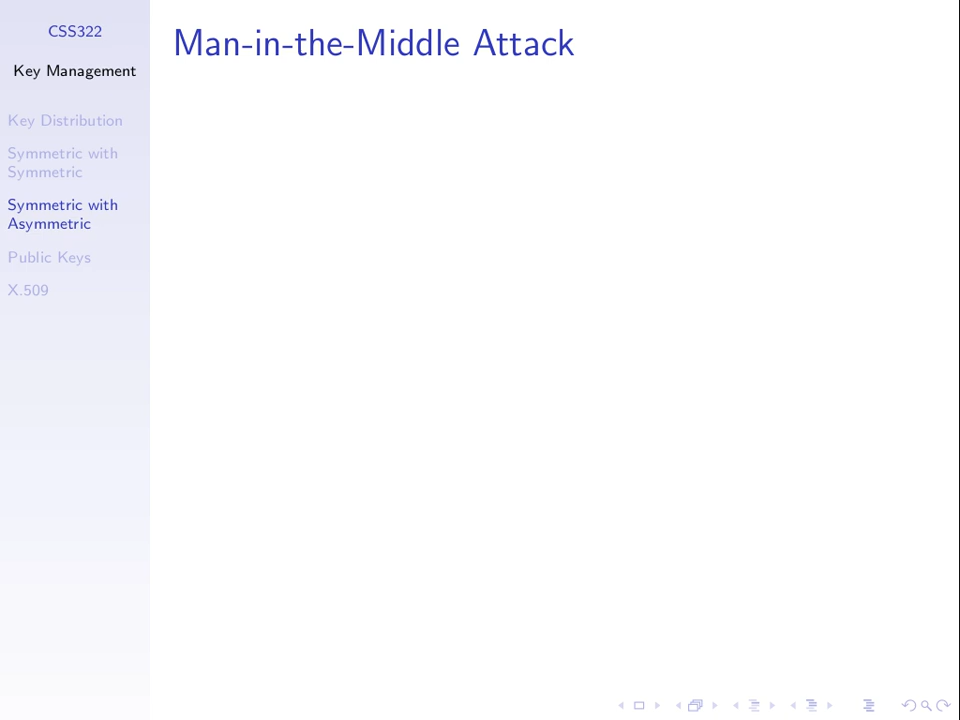 CSS322
Key Management
Key Distribution
Symmetric with
Symmetric
Symmetric with
Asymmetric
Public Keys
X.509
Man-in-the-Middle Attack